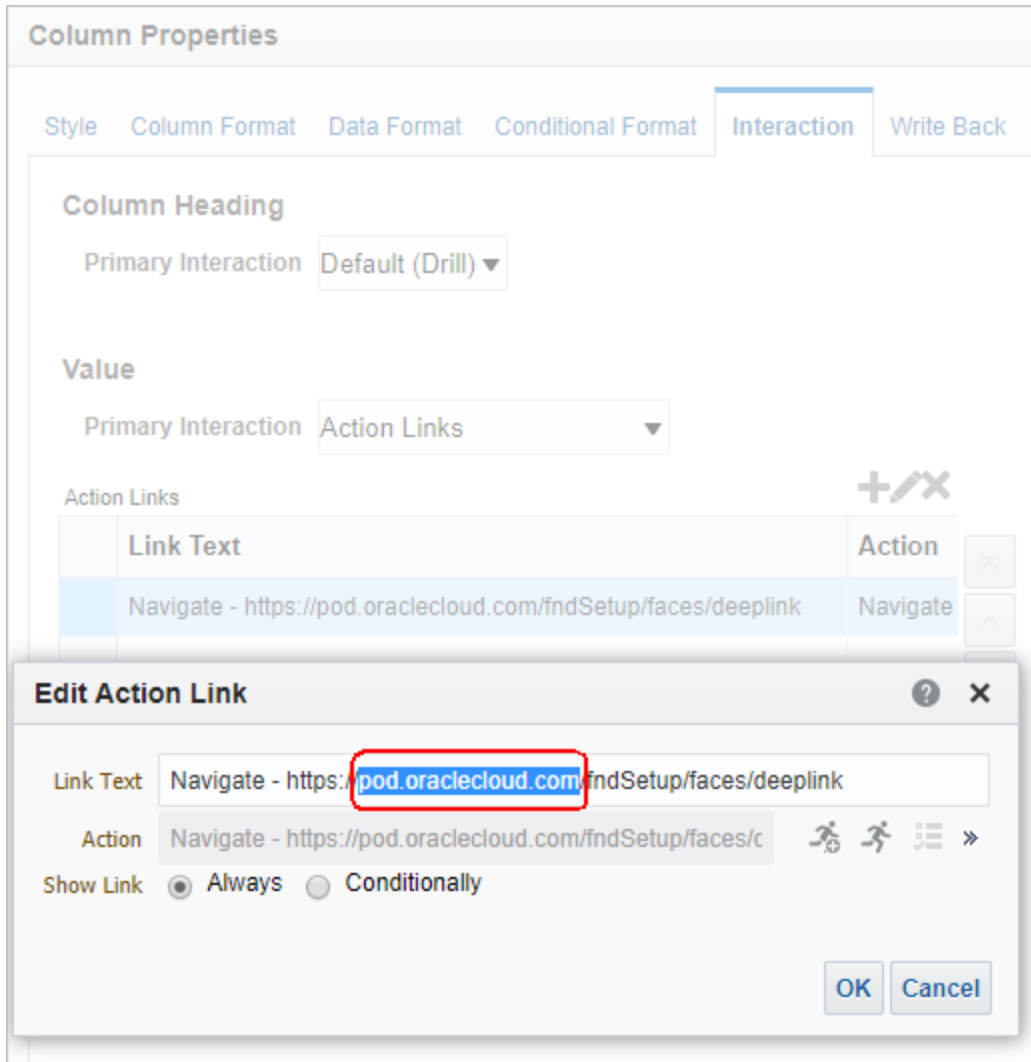 Column Properties
Style Column Format Data Format Conditional Format Interaction Write Back
Column Heading
Primary Interaction Default (Drill)
Value
Primary Interaction Action Links
Action Links
Link Text Action
Navigate - https://pod.oraclecloud.com/fndSetup/faces/deeplink Navigate
Edit Action Link
Link Text Navigate - https://pod.oraclecloud.com/fndSetup/faces/deeplink
Action Navigate - https://pod.oraclecloud.com/fndSetup/faces/
Show Link Always Conditionally
OK Cancel